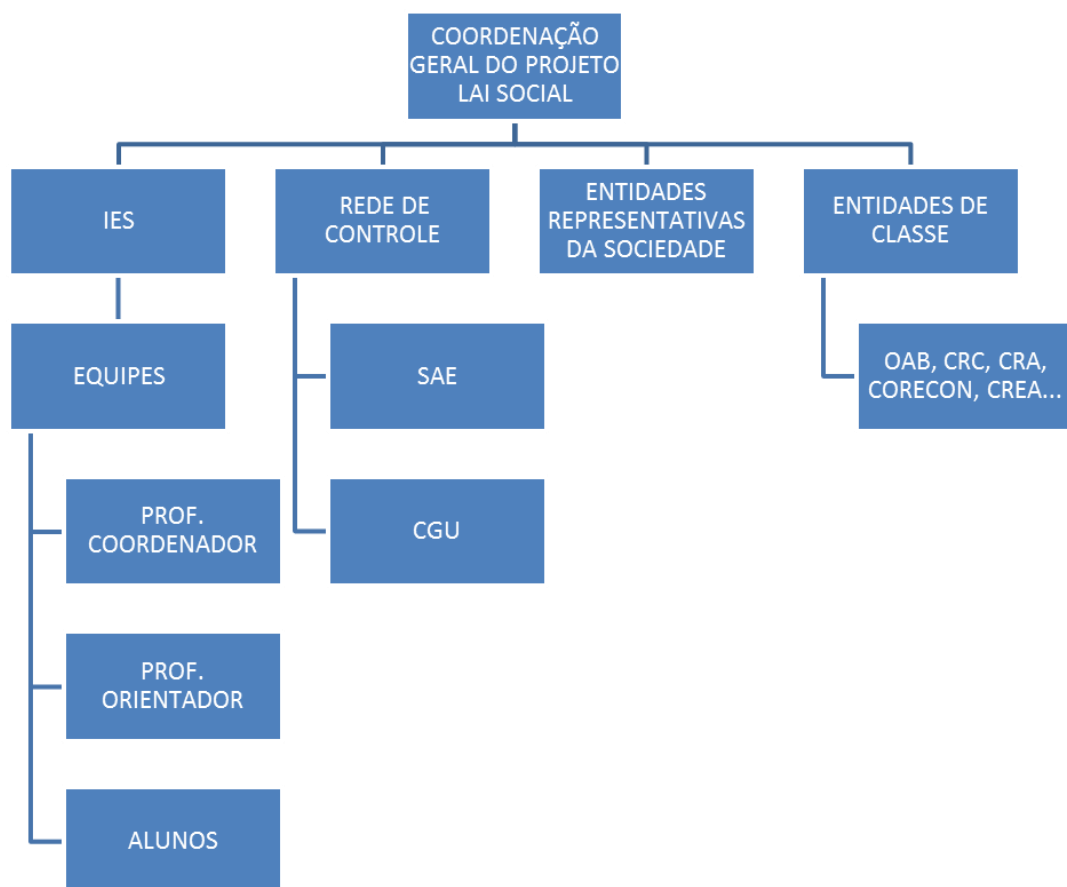 COORDENAÇÃO
GERAL DO PROJETO
LAI SOCIAL
IES
REDE DE
CONTROLE
ENTIDADES
REPRESENTATIVAS
DA SOCIEDADE
ENTIDADES DE
CLASSE
EQUIPES
SAE
OAB, CRC, CRA,
CORECON, CREA...
PROF.
COORDENADOR
CGU
PROF.
ORIENTADOR
ALUNOS